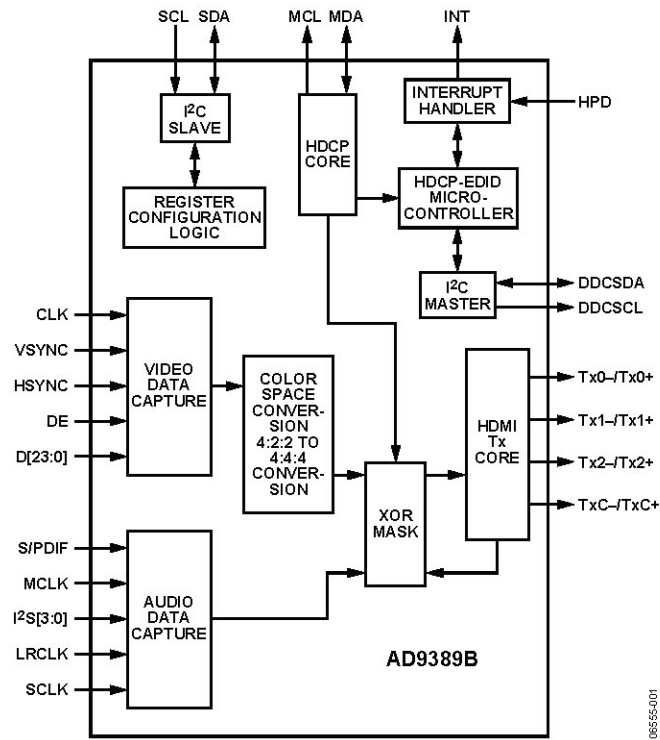 SCL SDA MCL MDA INT
I²C
SLAVE
HDCP
CORE
INTERRUPT
HANDLER
HPD
REGISTER
CONFIGURATION
LOGIC
HDCP-EDID
MICRO-
CONTROLLER
I²C
MASTER
DDCSDA
DDCSCL
CLK
VSYNC
HSYNC
DE
D[23:0]
VIDEO
DATA
CAPTURE
COLOR
SPACE
CONVER-
SION
4:2:2 TO
4:4:4
CONVER-
SION
XOR
MASK
HDMI
Tx
CORE
Tx0–/Tx0+
Tx1–/Tx1+
Tx2–/Tx2+
TxC–/TxC+
S/PDIF
MCLK
I²S[3:0]
LRCLK
SCLK
AUDIO
DATA
CAPTURE
AD9389B
06555-001